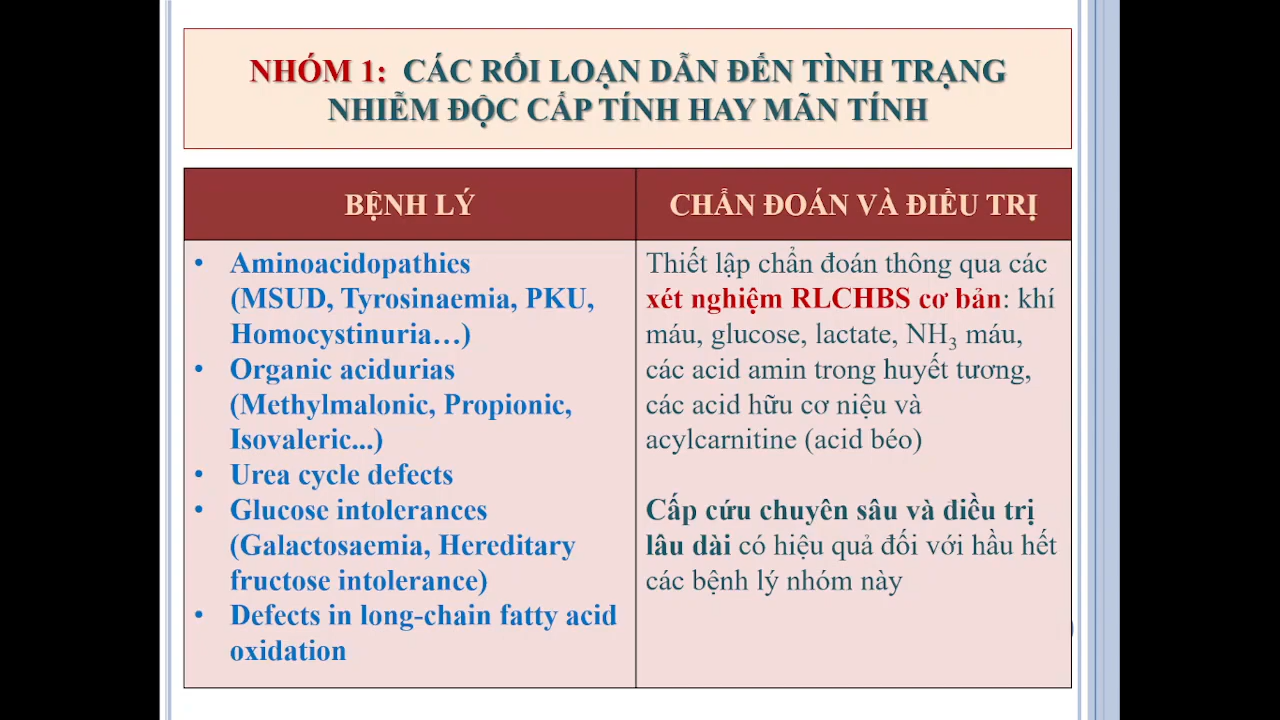 NHÓM 1: CÁC RỐI LOẠN DẪN ĐẾN TÌNH TRẠNG
NHIỄM ĐỘC CẤP TÍNH HAY MÃN TÍNH
BỆNH LÝ
• Aminoacidopathies
(MSUD, Tyrosinaemia, PKU,
Homocystinuria…)
• Organic acidurias
(Methylmalonic, Propionic,
Isovaleric...)
• Urea cycle defects
• Glucose intolerances
(Galactosaemia, Hereditary
fructose intolerance)
• Defects in long-chain fatty acid
oxidation
CHẨN ĐOÁN VÀ ĐIỀU TRỊ
Thiết lập chẩn đoán thông qua các
xét nghiệm RLCHBS cơ bản: khí
máu, glucose, lactate, NH₃ máu,
các acid amin trong huyết tương,
các acid hữu cơ niệu và
acylcarnitine (acid béo)
Cấp cứu chuyên sâu và điều trị
lâu dài có hiệu quả đối với hầu hết
các bệnh lý nhóm này